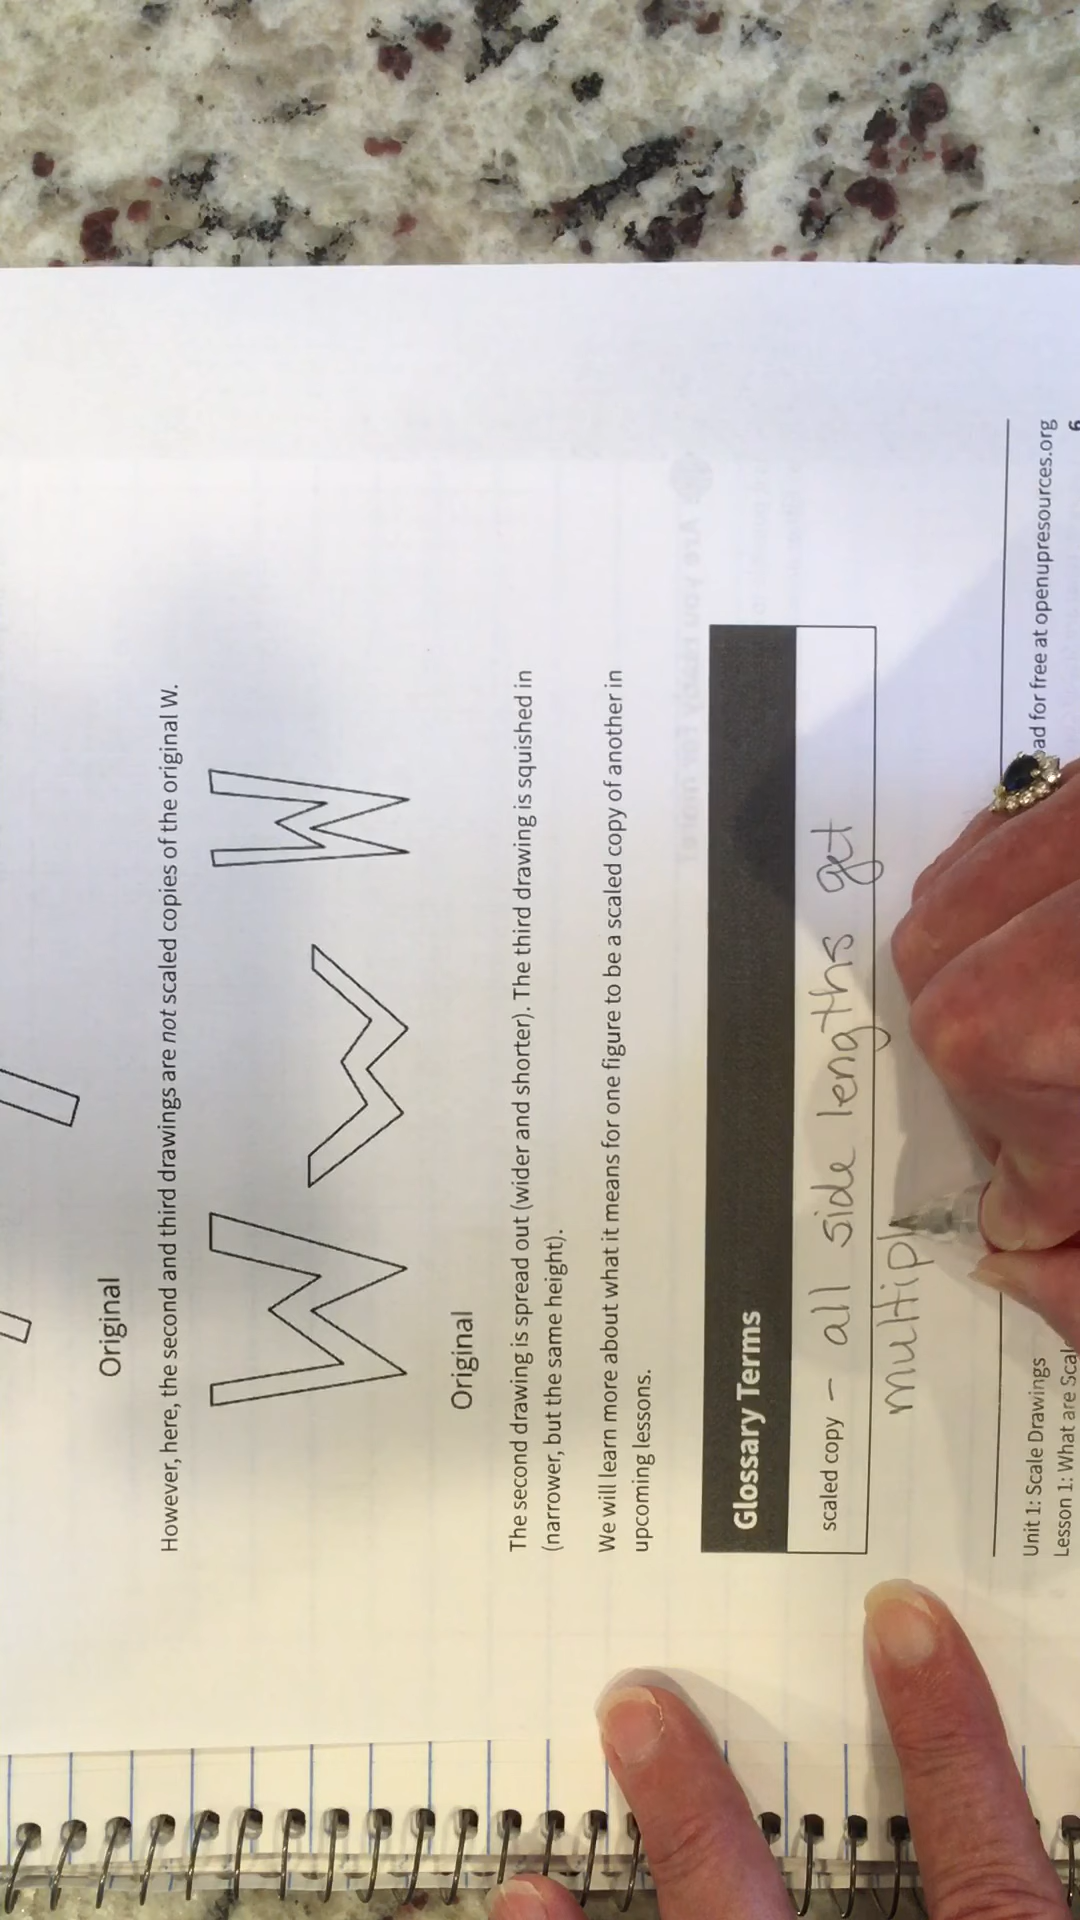 Original
However, here, the second and third drawings are not scaled copies of the original W.
Original
The second drawing is spread out (wider and shorter). The third drawing is squished in
(narrower, but the same height).
We will learn more about what it means for one figure to be a scaled copy of another in
upcoming lessons.
Glossary Terms
scaled copy - all side lengths get
multipl
Unit 1: Scale Drawings
ad for free at openupresources.org
Lesson 1: What are Scal